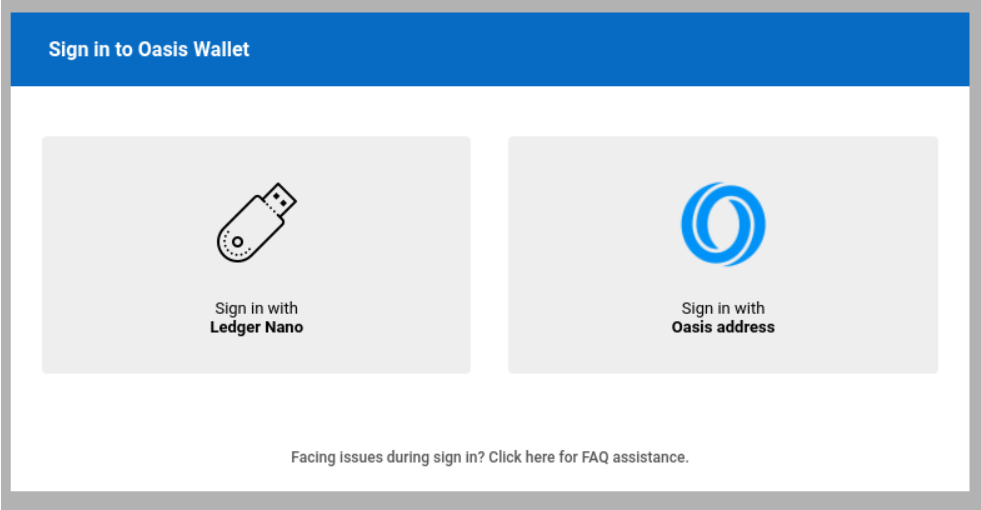 Sign in to Oasis Wallet
Sign in with
Ledger Nano
Sign in with
Oasis address
Facing issues during sign in? Click here for FAQ assistance.